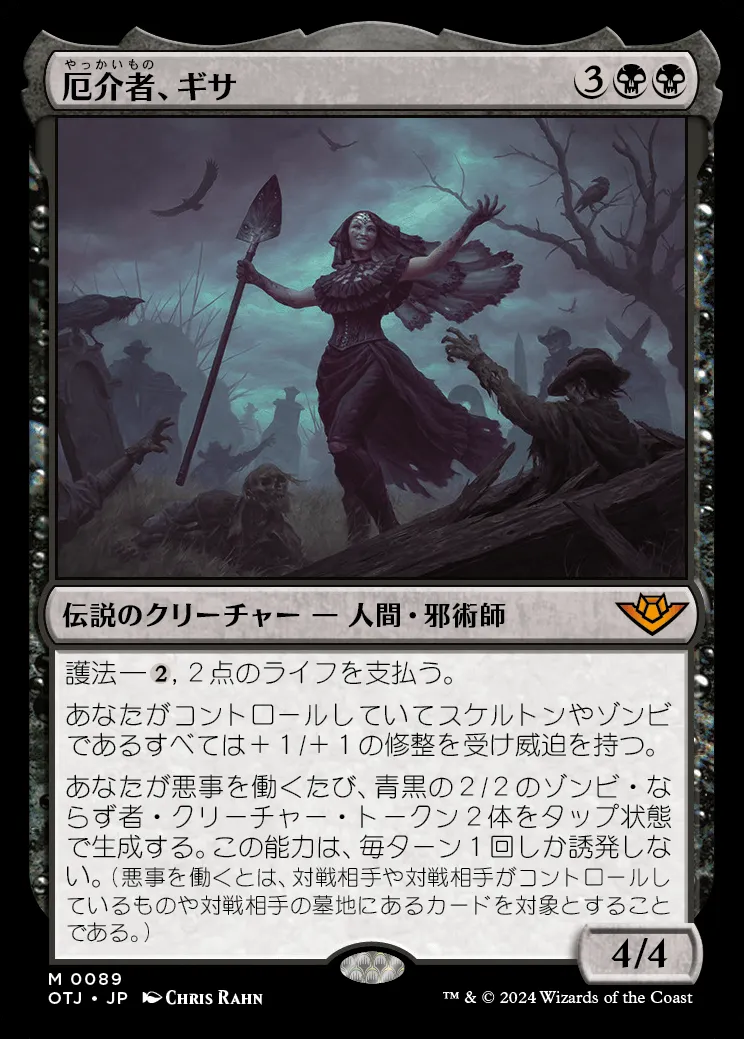 やっかいもの
厄介者、ギサ
3
伝説のクリーチャー — 人間・邪術師
護法—2, 2点のライフを支払う。
あなたがコントロールしていてスケルトンやゾンビ
であるすべては+1/+1の修整を受け威迫を持つ。
あなたが悪事を働くたび、青黒の2/2のゾンビ・な
らず者・クリーチャー・トークン2体をタップ状態
で生成する。この能力は、毎ターン1回しか誘発しな
い。(悪事を働くとは、対戦相手や対戦相手がコントロールし
ているものや対戦相手の墓地にあるカードを対象とすること
である。)
4/4
M 0089
OTJ • JP CHRIS RAHN
™ & © 2024 Wizards of the Coast